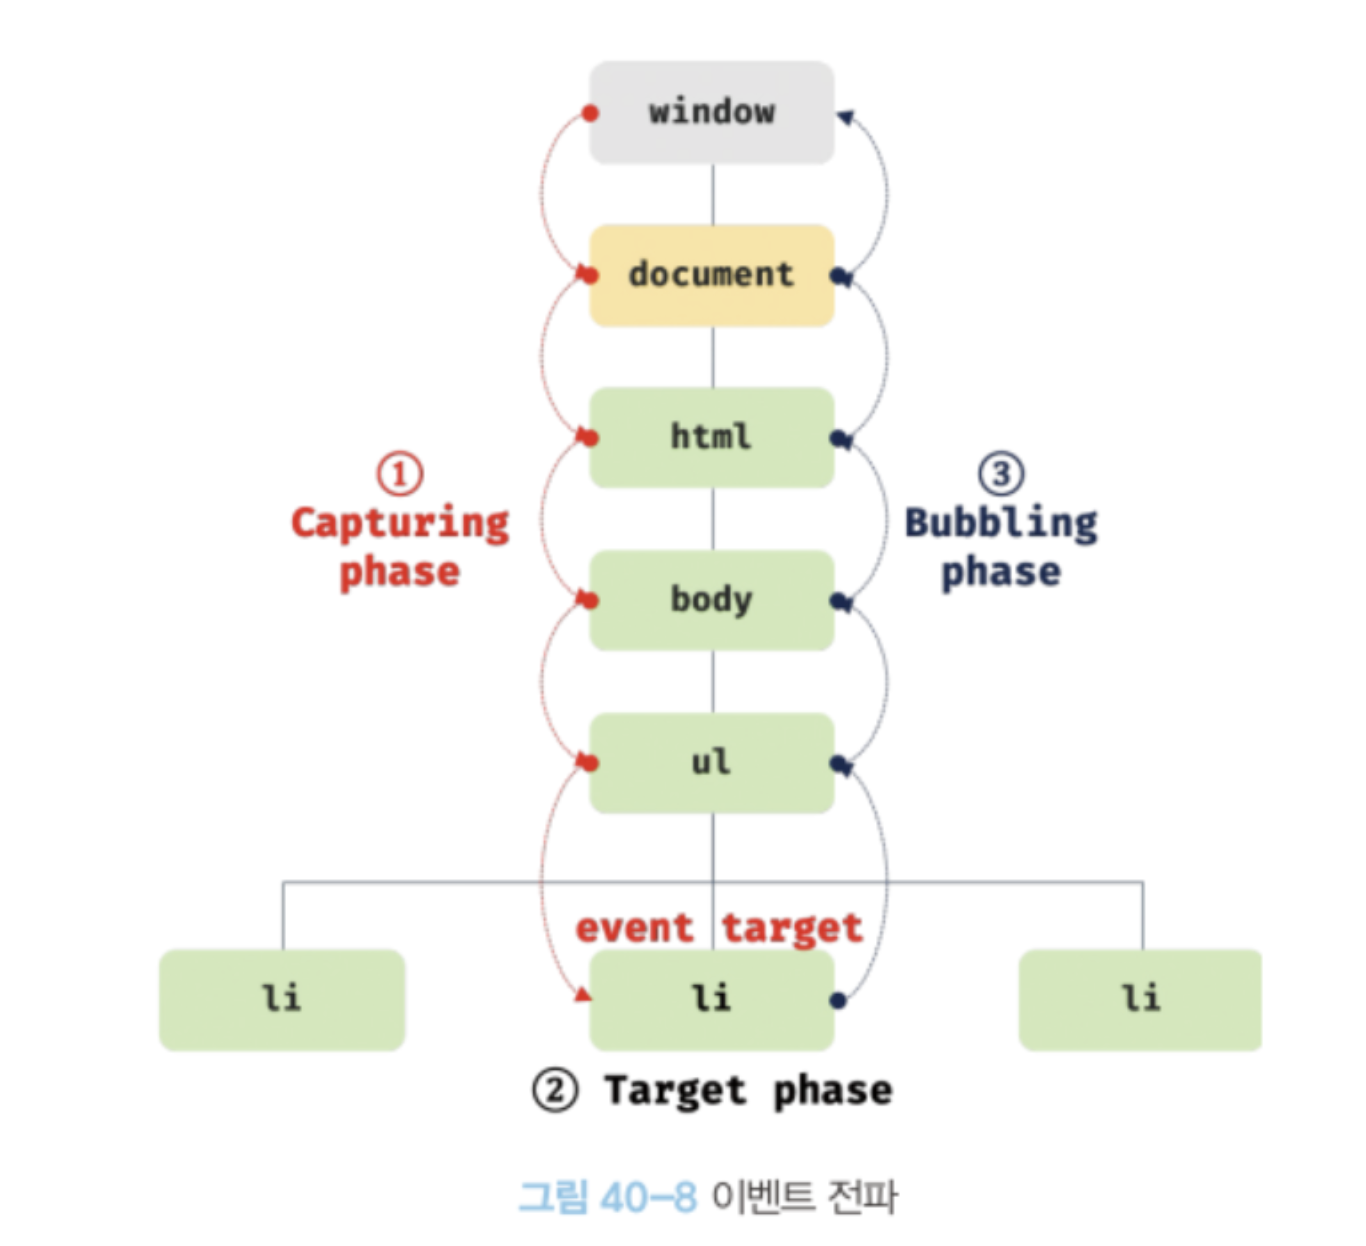 window
document
html
①
Capturing
phase
③
Bubbling
phase
body
ul
event target
li
li
li
② Target phase
그림 40-8 이벤트 전파